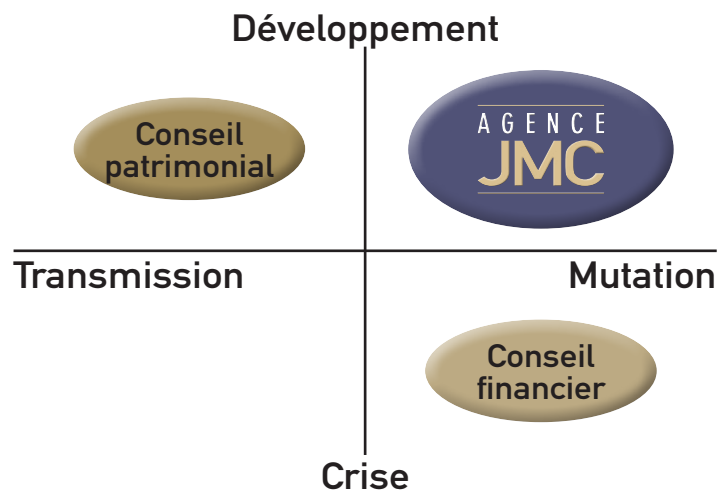 Développement
Conseil
patrimonial
AGENCE
JMC
Transmission
Mutation
Conseil
financier
Crise